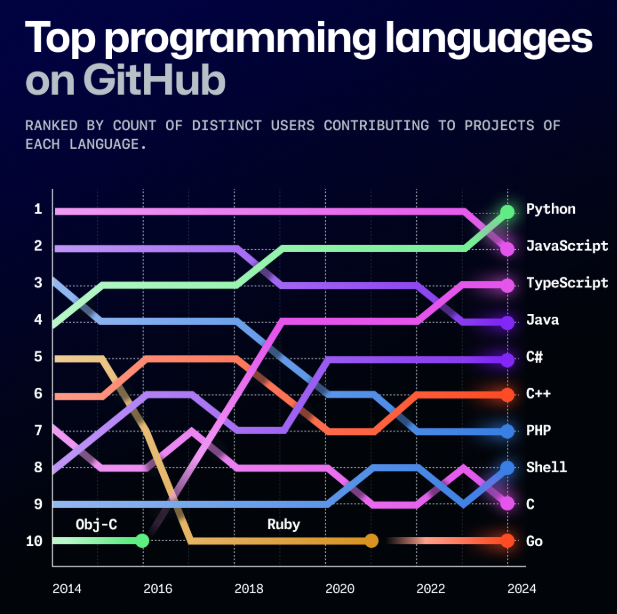 Top programming languages
on GitHub
RANKED BY COUNT OF DISTINCT USERS CONTRIBUTING TO PROJECTS OF
EACH LANGUAGE.
1 Python
2 JavaScript
3 TypeScript
4 Java
5 C#
6 C++
7 PHP
8 Shell
9 C
Obj-C Ruby
10 Go
2014 2016 2018 2020 2022 2024